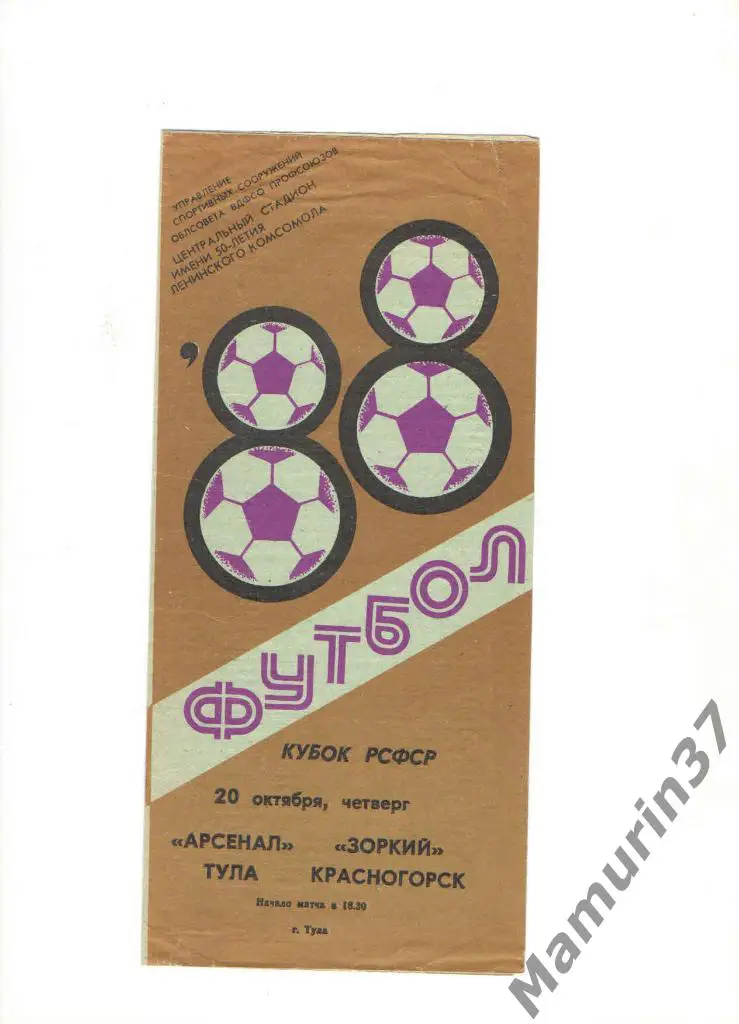 УПРАВЛЕНИЕ
СПОРТИВНЫХ СООРУЖЕНИЙ
ОБЛСОВЕТА ВДФСО ПРОФСОЮЗОВ
ЦЕНТРАЛЬНЫЙ СТАДИОН
ИМЕНИ 50-ЛЕТИЯ
ЛЕНИНСКОГО КОМСОМОЛА
’88
ФУТБОЛ
КУБОК РСФСР
20 октября, четверг
«АРСЕНАЛ» «ЗОРКИЙ»
ТУЛА КРАСНОГОРСК
Начало матча в 18.30
г. Тула
Mamurin37